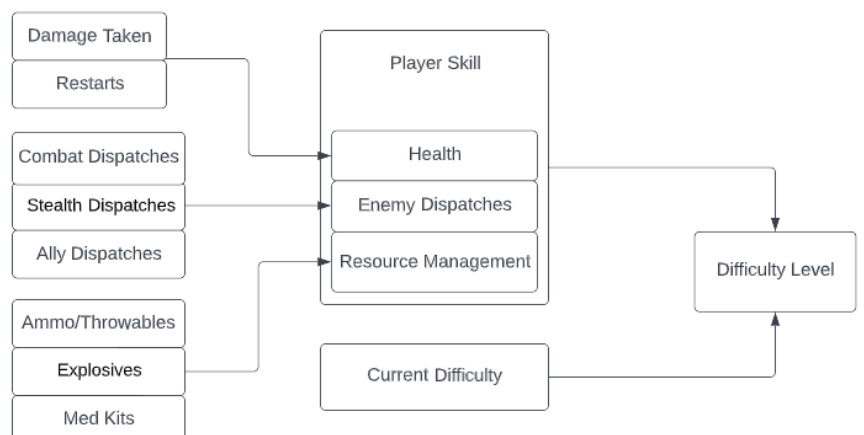 Damage Taken
Restarts
Combat Dispatches
Stealth Dispatches
Ally Dispatches
Ammo/Throwables
Explosives
Med Kits
Player Skill
Health
Enemy Dispatches
Resource Management
Current Difficulty
Difficulty Level